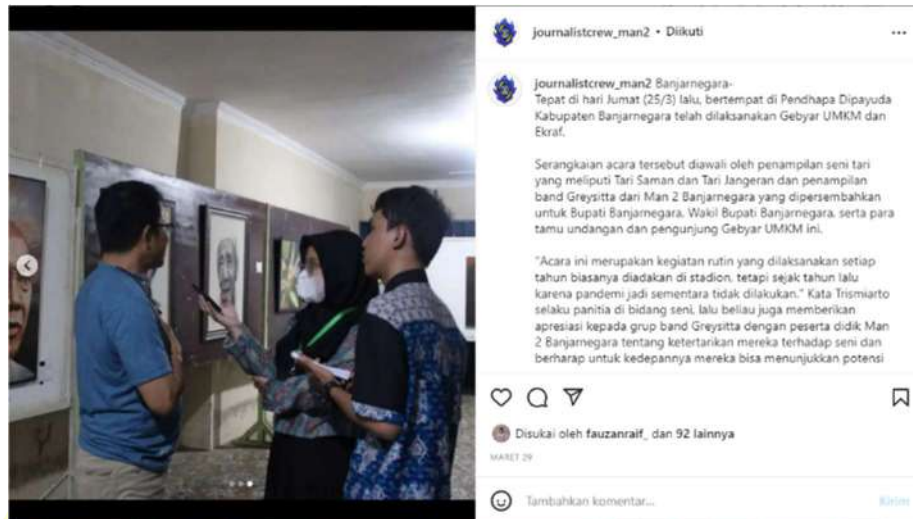 journalistcrew_man2 • Diikuti
journalistcrew_man2 Banjarnegara-
Tepat di hari Jumat (25/3) lalu, bertempat di Pendhapa Dipayuda
Kabupaten Banjarnegara telah dilaksanakan Gebyar UMKM dan
Ekraf.
Serangkaian acara tersebut diawali oleh penampilan seni tari
yang meliputi Tari Saman dan Tari Jangeran dan penampilan
band Greysitta dari Man 2 Banjarnegara yang dipersembahkan
untuk Bupati Banjarnegara, Wakil Bupati Banjarnegara, serta para
tamu undangan dan pengunjung Gebyar UMKM ini.
"Acara ini merupakan kegiatan rutin yang dilaksanakan setiap
tahun biasanya diadakan di stadion, tetapi sejak tahun lalu
karena pandemi jadi sementara tidak dilakukan." Kata Trismiarto
selaku panitia di bidang seni, lalu beliau juga memberikan
apresiasi kepada grup band Greysitta dengan peserta didik Man
2 Banjarnegara tentang ketertarikan mereka terhadap seni dan
berharap untuk kedepannya mereka bisa menunjukkan potensi
Disukai oleh fauzanraif_ dan 92 lainnya
MARET 29
Tambahkan komentar...
Kirim